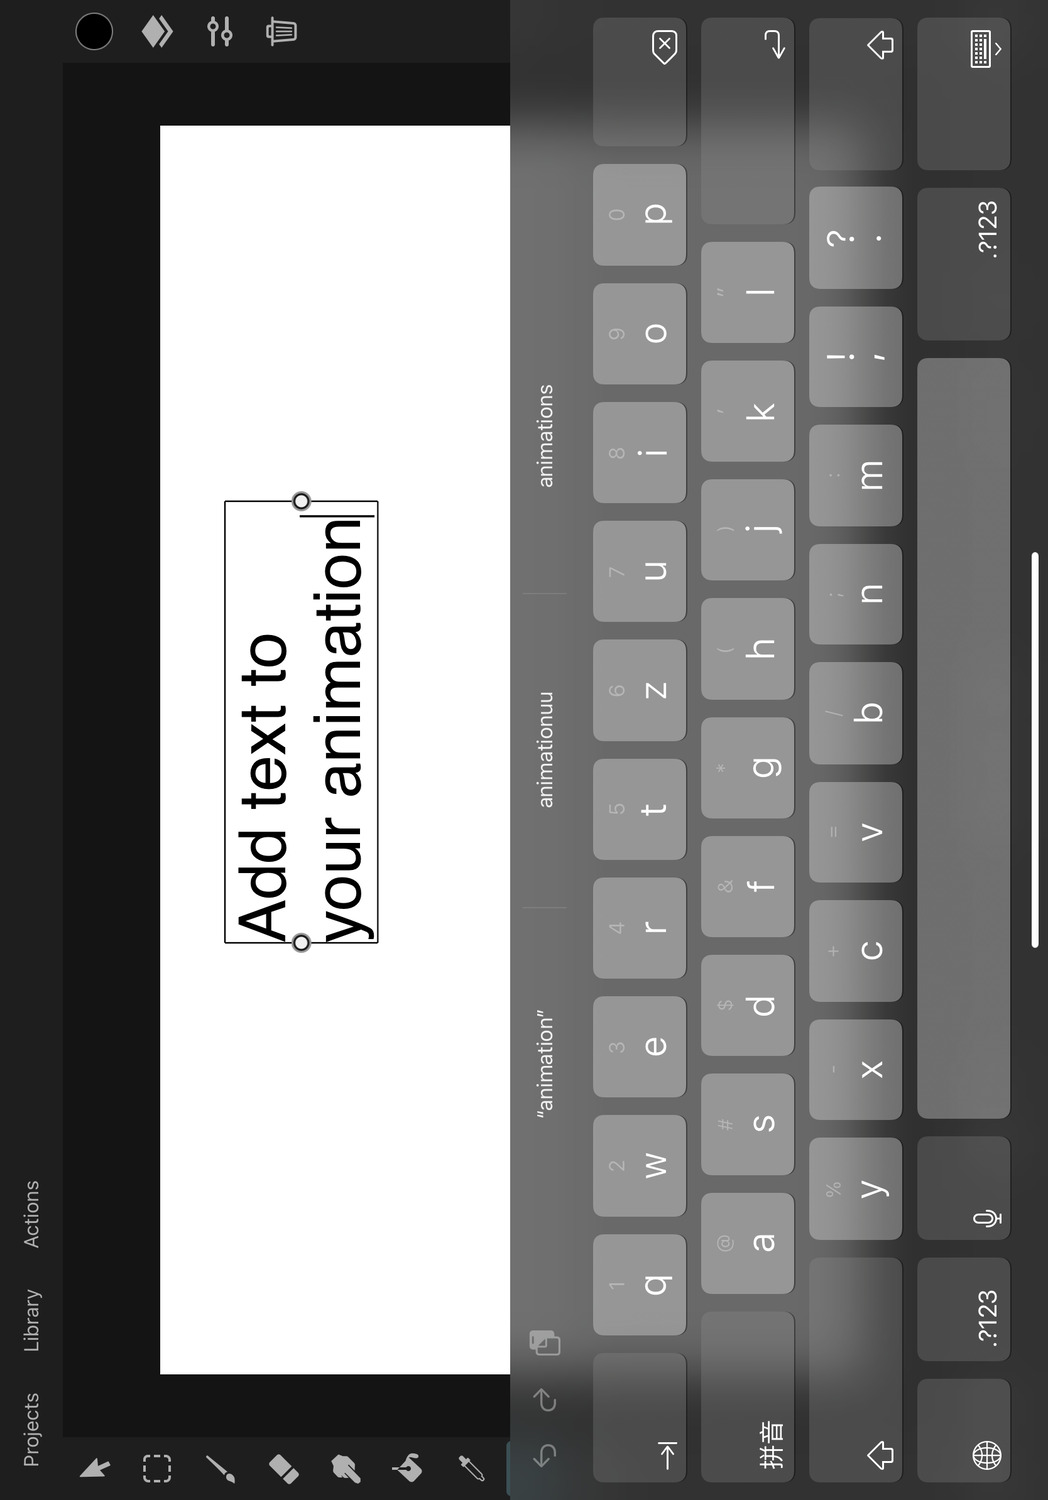 Projects Library Actions
Add text to
your animation
“animation” animationuu animations
1 2 3 4 5 6 7 8 9 0
q w e r t z u i o p
@ # $ & * ( ) ' "
拼音 a s d f g h j k l
% - + = / ; : ! ?
y x c v b n m , .
.?123 .?123